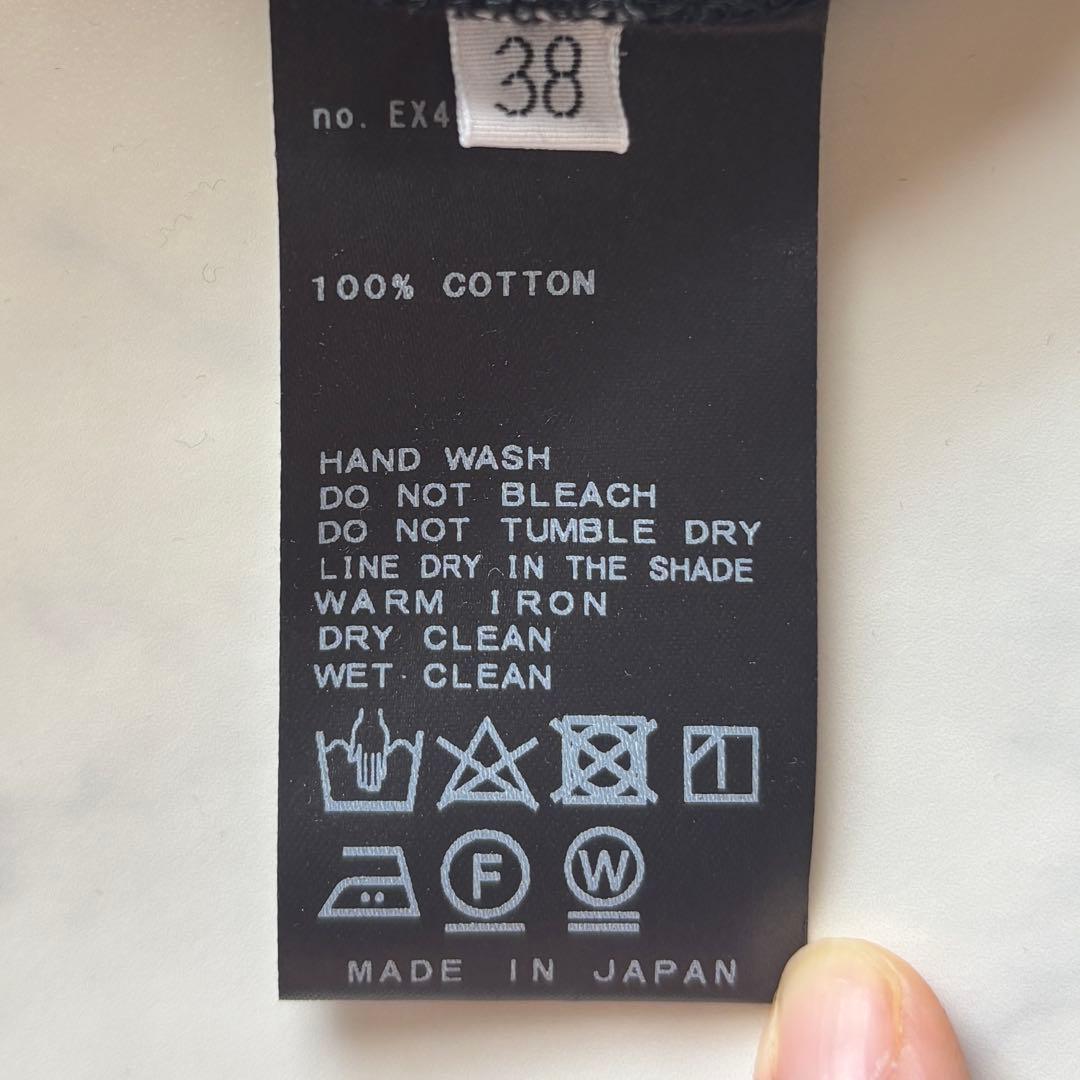 38
no. EX4
100% COTTON
HAND WASH
DO NOT BLEACH
DO NOT TUMBLE DRY
LINE DRY IN THE SHADE
WARM IRON
DRY CLEAN
WET CLEAN
F W
MADE IN JAPAN